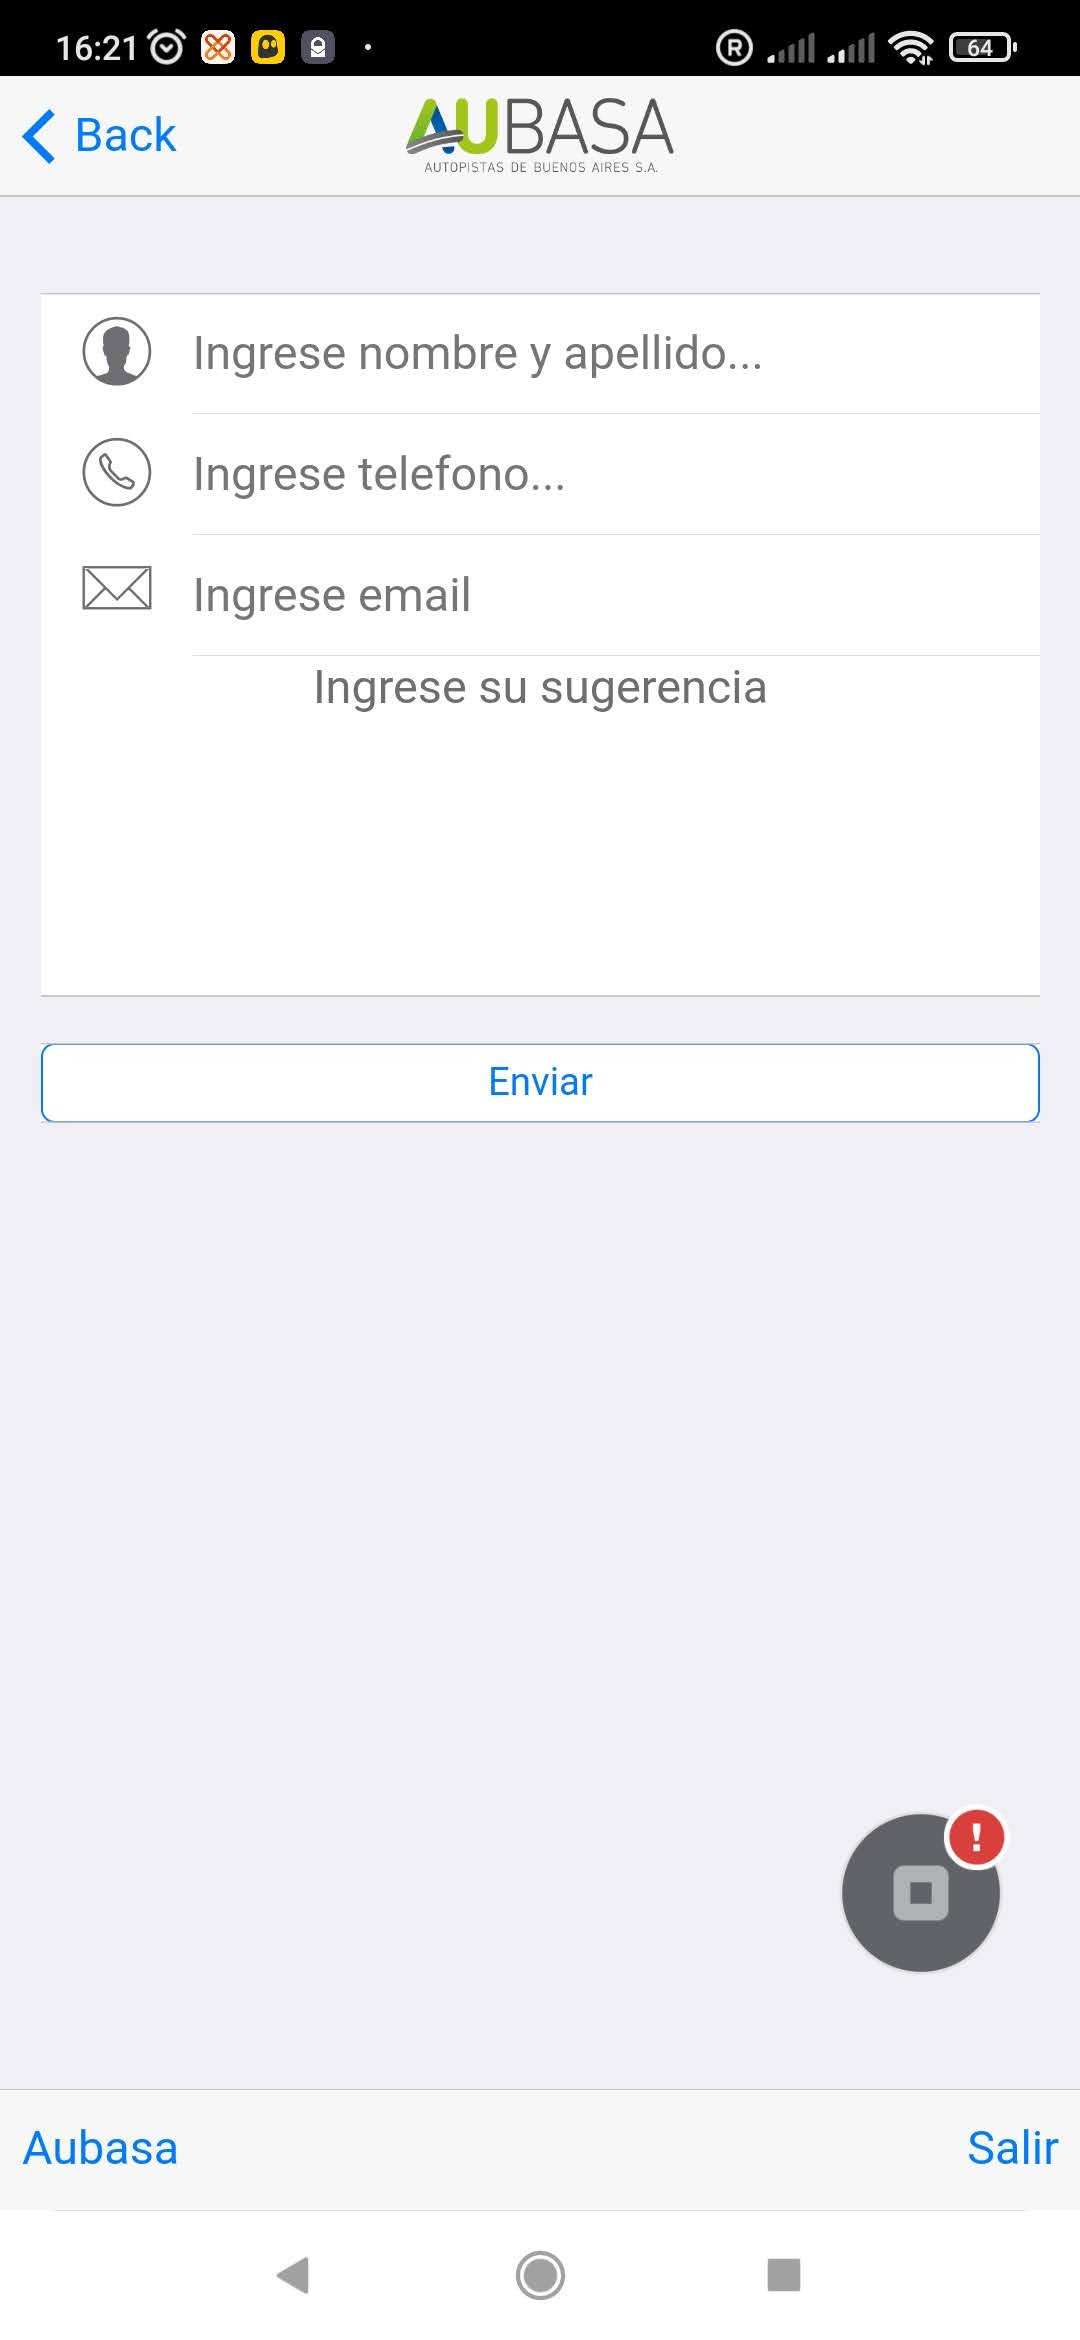 16:21
64
Back
AUBASA
AUTOPISTAS DE BUENOS AIRES S.A.
Ingrese nombre y apellido...
Ingrese telefono...
Ingrese email
Ingrese su sugerencia
Enviar
!
Aubasa
Salir